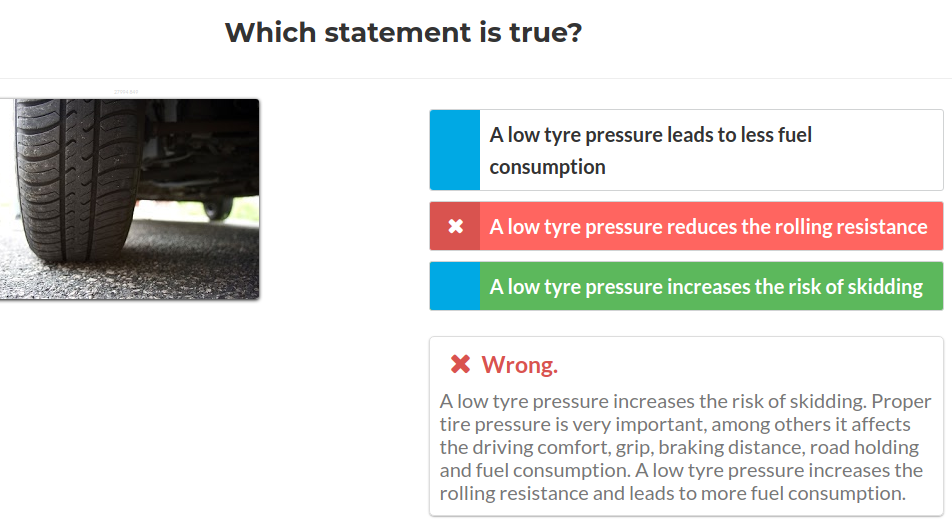 Which statement is true?
A low tyre pressure leads to less fuel
consumption
A low tyre pressure reduces the rolling resistance
A low tyre pressure increases the risk of skidding
Wrong.
A low tyre pressure increases the risk of skidding. Proper
tire pressure is very important, among others it affects
the driving comfort, grip, braking distance, road holding
and fuel consumption. A low tyre pressure increases the
rolling resistance and leads to more fuel consumption.